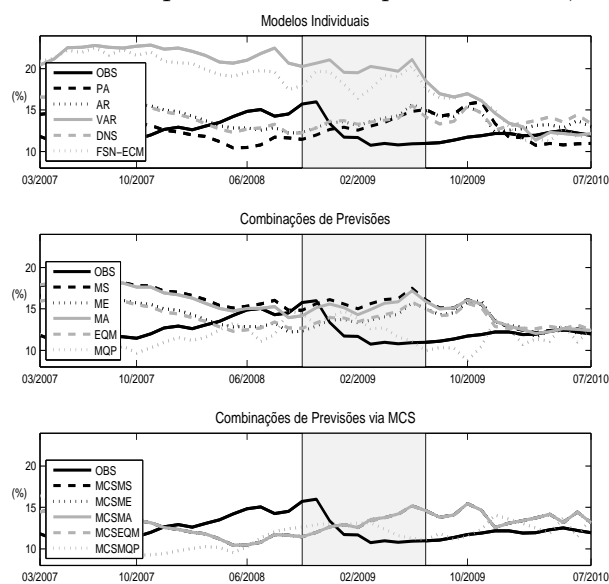 Modelos Individuais
20
15
10
(%)
OBS
PA
AR
VAR
DNS
FSN−ECM
03/2007 10/2007 06/2008 02/2009 10/2009 07/2010
Combinações de Previsões
20
15
10
(%)
OBS
MS
ME
MA
EQM
MQP
03/2007 10/2007 06/2008 02/2009 10/2009 07/2010
Combinações de Previsões via MCS
20
15
10
(%)
OBS
MCSMS
MCSME
MCSMA
MCSEQM
MCSMQP
03/2007 10/2007 06/2008 02/2009 10/2009 07/2010